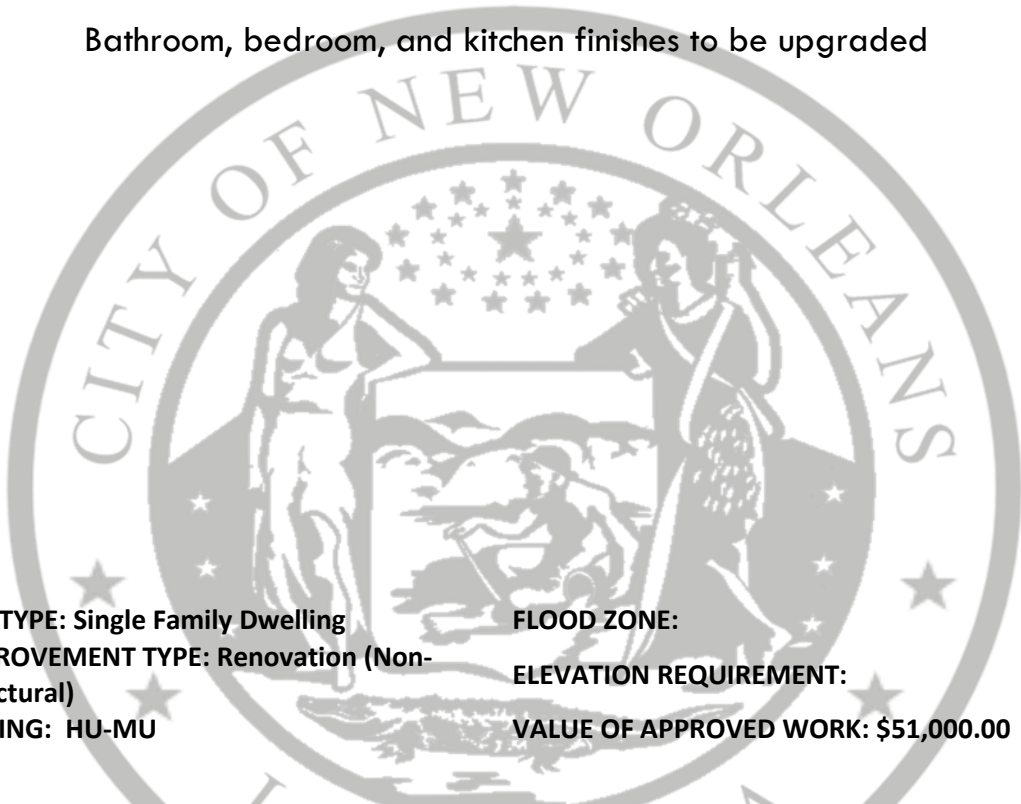 Bathroom, bedroom, and kitchen finishes to be upgraded
CITY OF NEW ORLEANS
TYPE: Single Family Dwelling
ROVEMENT TYPE: Renovation (Non-
ctural)
ING: HU-MU
FLOOD ZONE:
ELEVATION REQUIREMENT:
VALUE OF APPROVED WORK: $51,000.00